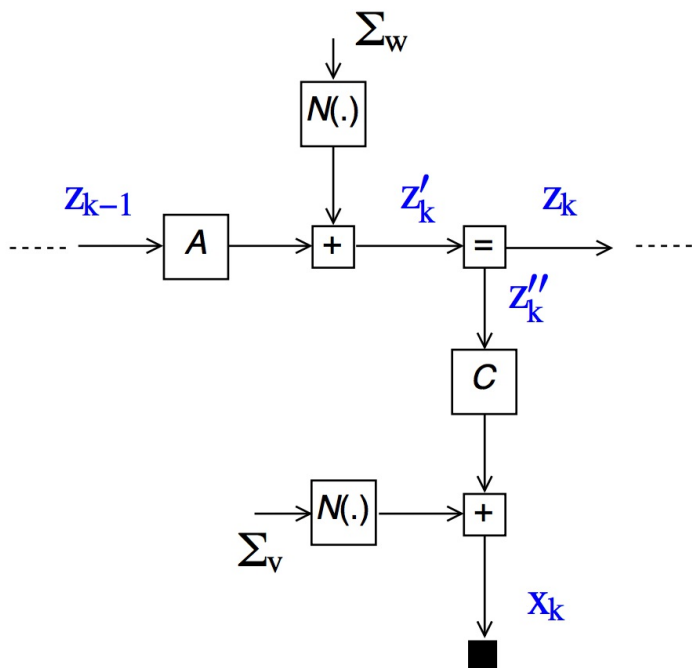 Σw
N(.)
zk−1 A + z′k = zk
z′′k
C
N(.) +
Σv
xk